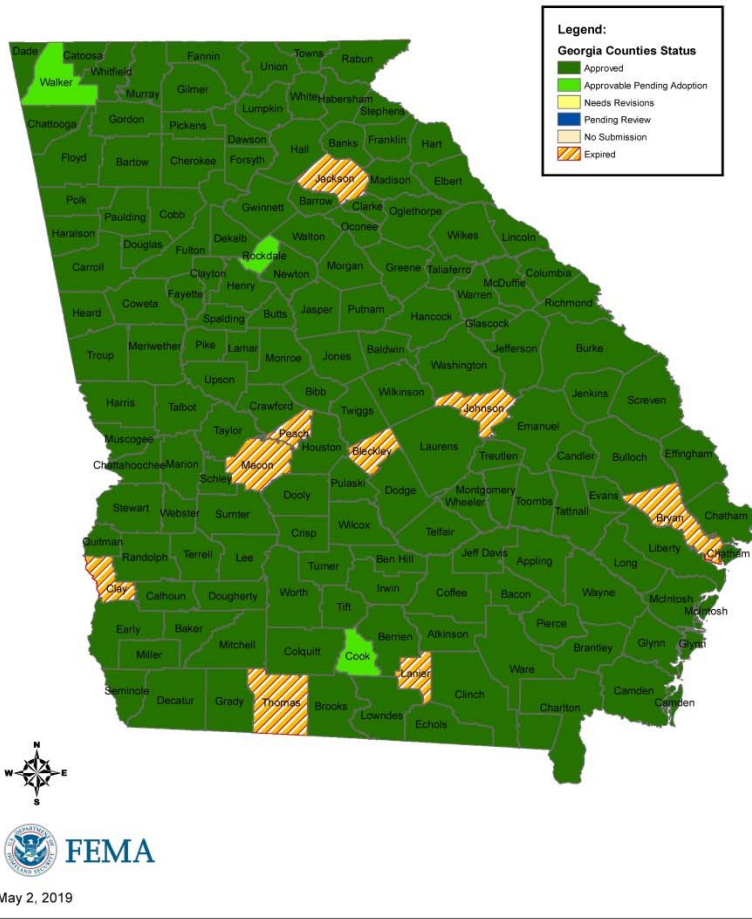 Legend:
Georgia Counties Status
Approved
Approvable Pending Adoption
Needs Revisions
Pending Review
No Submission
Expired
Dade Catoosa Fannin Towns Rabun
Walker Whitfield Murray Gilmer Union White Habersham
Lumpkin Stephens
Chattooga Gordon Pickens Dawson Hall Banks Franklin Hart
Floyd Bartow Cherokee Forsyth Jackson Madison Elbert
Polk Paulding Cobb Gwinnett Barrow Clarke Oglethorpe
Haralson Douglas Fulton Dekalb Walton Oconee Wilkes Lincoln
Carroll Clayton Rockdale Newton Morgan Greene Taliaferro McDuffie Columbia
Heard Coweta Fayette Henry Butts Jasper Putnam Hancock Warren Richmond
Spalding Glascock
Troup Meriwether Pike Lamar Monroe Jones Baldwin Washington Jefferson Burke
Upson Bibb Wilkinson
Harris Talbot Crawford Twiggs Johnson Jenkins Screven
Muscogee Taylor Peach Houston Bleckley Laurens Emanuel
Chattahoochee Marion Schley Macon Pulaski Dodge Treutlen Candler Bulloch Effingham
Stewart Webster Sumter Dooly Wilcox Montgomery Wheeler Toombs Tattnall Evans Bryan Chatham
Quitman Crisp Telfair
Randolph Terrell Lee Turner Ben Hill Jeff Davis Appling Long Liberty Chatham
Clay Calhoun Dougherty Worth Tift Irwin Coffee Bacon Wayne McIntosh
McIntosh
Early Baker Mitchell Colquitt Cook Berrien Atkinson Pierce Brantley Glynn Glynn
Miller Lanier Ware
Seminole Decatur Grady Thomas Brooks Lowndes Echols Clinch Charlton Camden Camden
N
W E
S
U.S. DEPARTMENT OF HOMELAND SECURITY
FEMA
May 2, 2019